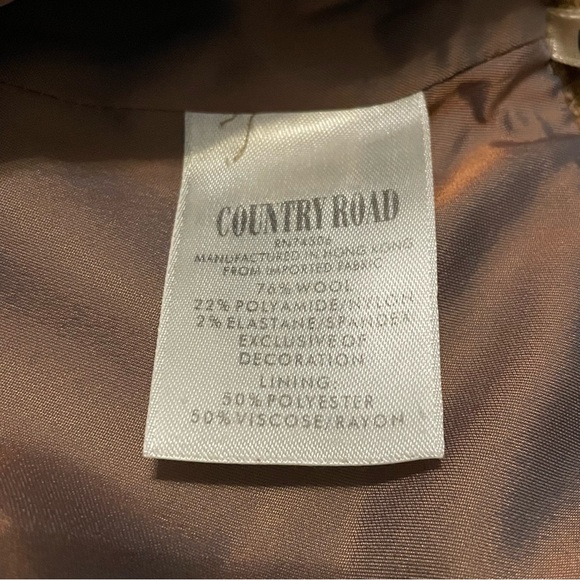 COUNTRY ROAD
RN74506
MANUFACTURED IN HONG KONG
FROM IMPORTED FABRIC
76% WOOL
22% POLYAMIDE/NYLON
2% ELASTANE/SPANDEX
EXCLUSIVE OF
DECORATION
LINING:
50% POLYESTER
50% VISCOSE/RAYON